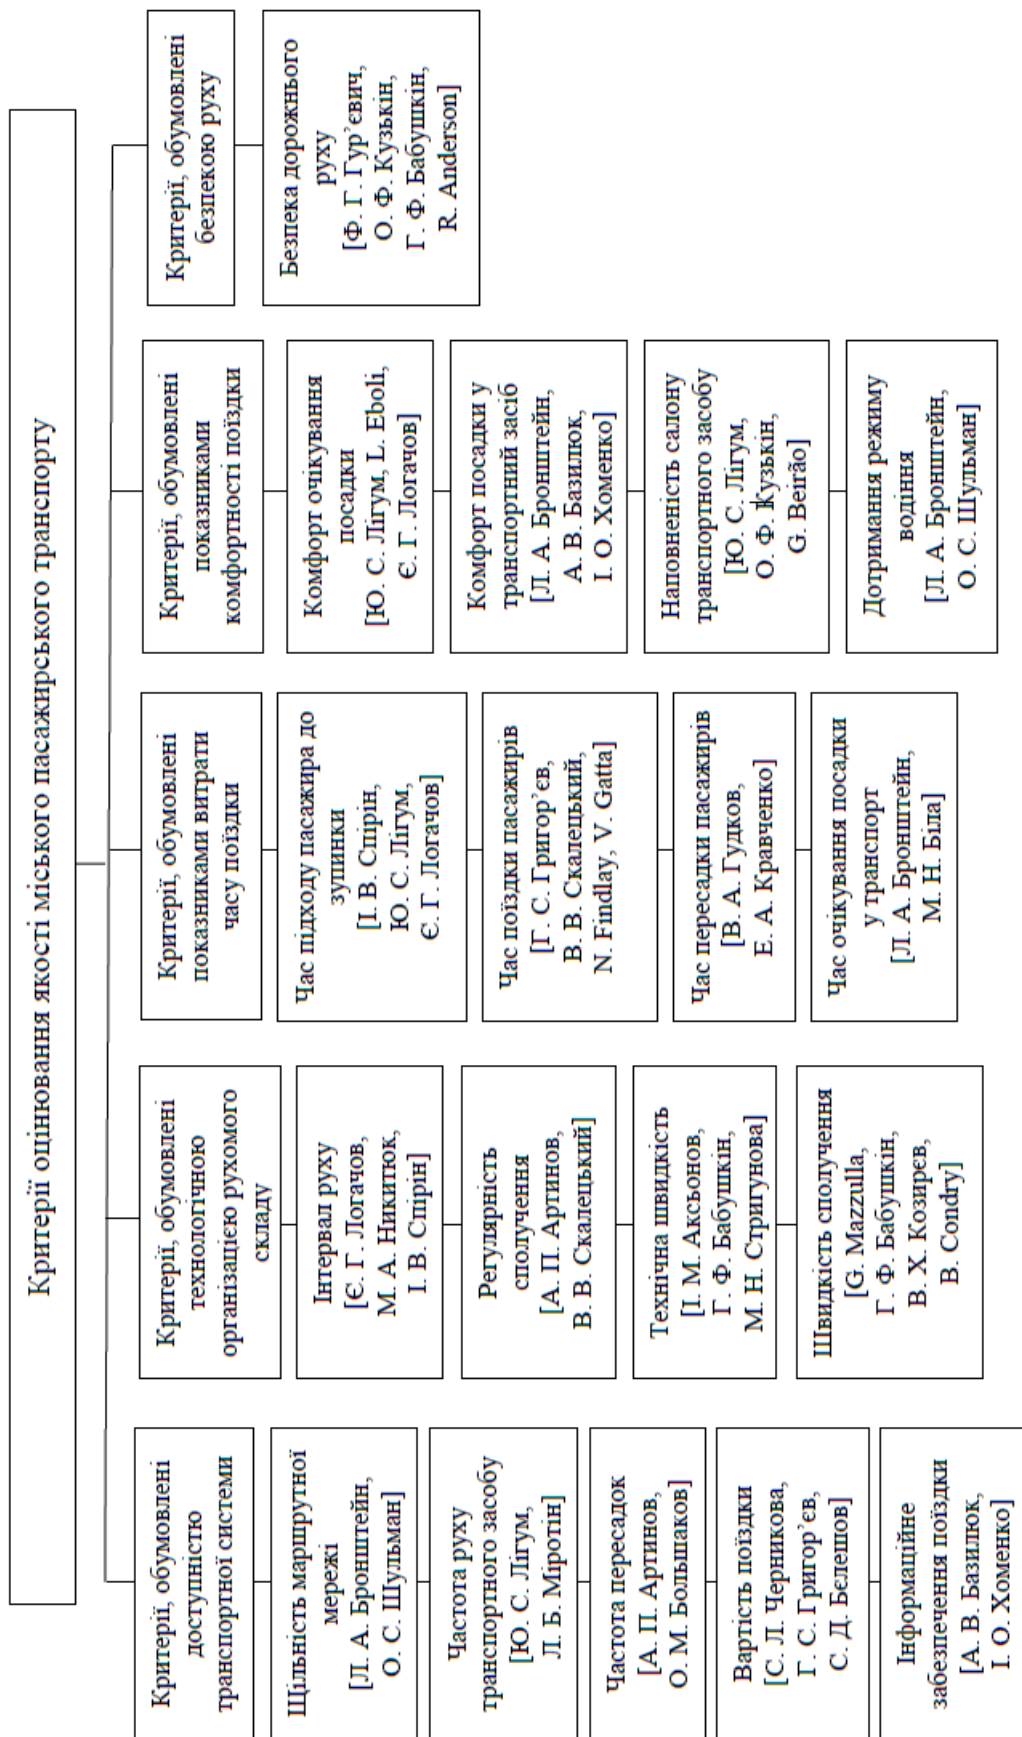 Критерії оцінювання якості міського пасажирського транспорту
Критерії, обумовлені
доступністю
транспортної системи
Щільність маршрутної
мережі
[Л. А. Бронштейн,
О. С. Шульман]
Частота руху
транспортного засобу
[Ю. С. Лігум,
Л. Б. Міротін]
Частота пересадок
[А. П. Артинов,
О. М. Большаков]
Вартість поїздки
[С. Л. Черникова,
Г. С. Григор’єв,
С. Д. Бєлешов]
Інформаційне
забезпечення поїздки
[А. В. Базилюк,
І. О. Хоменко]
Критерії, обумовлені
технологічною
організацією рухомого
складу
Інтервал руху
[Є. Г. Логачов,
М. А. Никитюк,
І. В. Спірін]
Регулярність
сполучення
[А. П. Артинов,
В. В. Скалецький]
Технічна швидкість
[І. М. Аксьонов,
Г. Ф. Бабушкін,
М. Н. Стригунова]
Швидкість сполучення
[G. Mazzulla,
Г. Ф. Бабушкін,
В. Х. Козирєв,
B. Condry]
Критерії, обумовлені
показниками витрати
часу поїздки
Час підходу пасажира до
зупинки
[І. В. Спірін,
Ю. С. Лігум,
Є. Г. Логачов]
Час поїздки пасажирів
[Г. С. Григор’єв,
В. В. Скалецький,
N. Findlay, V. Gatta]
Час пересадки пасажирів
[В. А. Гудков,
Е. А. Кравченко]
Час очікування посадки
у транспорт
[Л. А. Бронштейн,
М. Н. Біла]
Критерії, обумовлені
показниками
комфортності поїздки
Комфорт очікування
посадки
[Ю. С. Лігум, L. Eboli,
Є. Г. Логачов]
Комфорт посадки у
транспортний засіб
[Л. А. Бронштейн,
А. В. Базилюк,
І. О. Хоменко]
Наповненість салону
транспортного засобу
[Ю. С. Лігум,
О. Ф. Кузькін,
G. Beirão]
Дотримання режиму
водіння
[Л. А. Бронштейн,
О. С. Шульман]
Критерії, обумовлені
безпекою руху
Безпека дорожнього
руху
[Ф. Г. Гур’євич,
О. Ф. Кузькін,
Г. Ф. Бабушкін,
R. Anderson]